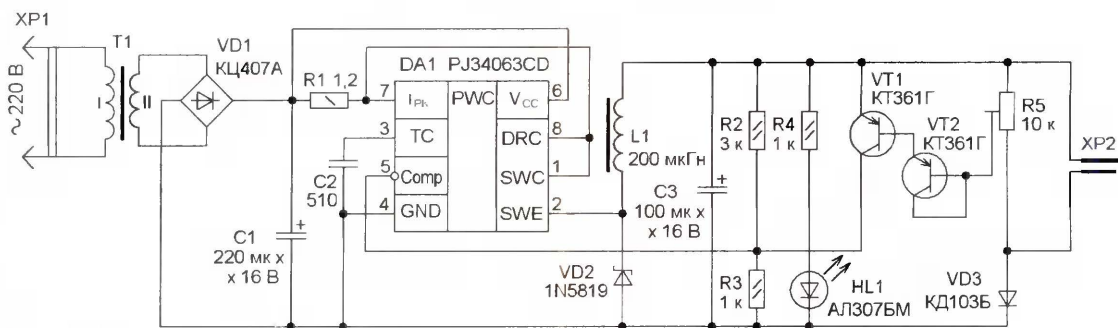 XP1
~220 В
T1
I
II
VD1
КЦ407А
R1 1,2
DA1 PJ34063CD
7
IPk
PWC
VCC
6
3
TC
DRC
8
5
Comp
SWC
1
4
GND
SWE
2
C2
510
C1
+
220 мк х
х 16 В
L1
200 мкГн
VD2
1N5819
C3
+
100 мк х
х 16 В
R2
3 к
R4
1 к
R3
1 к
HL1
АЛ307БМ
VT1
КТ361Г
VT2
КТ361Г
R5
10 к
XP2
VD3
КД103Б